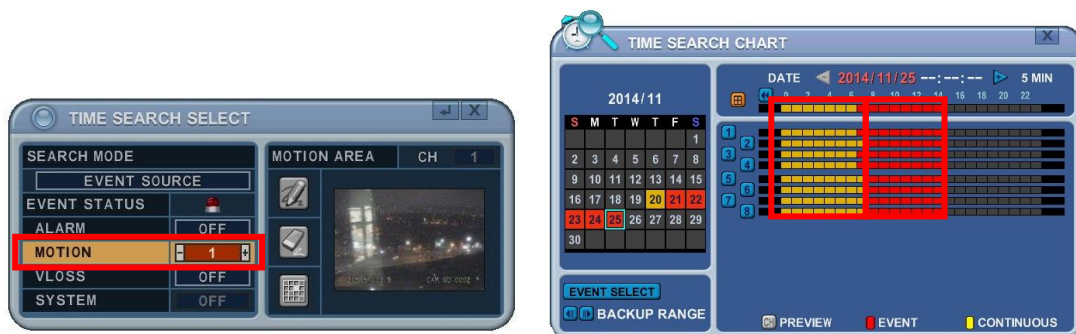 TIME SEARCH SELECT
X
SEARCH MODE
EVENT SOURCE
EVENT STATUS
ALARM OFF
MOTION - 1 +
VLOSS OFF
SYSTEM OFF
MOTION AREA CH 1
TIME SEARCH CHART
X
2014/11
S M T W T F S
1
2 3 4 5 6 7 8
9 10 11 12 13 14 15
16 17 18 19 20 21 22
23 24 25 26 27 28 29
30
EVENT SELECT
BACKUP RANGE
DATE 2014/11/25 --:--:-- 5 MIN
0 2 4 6 8 10 12 14 16 18 20 22
1
2
3
4
5
6
7
8
CH PREVIEW EVENT CONTINUOUS